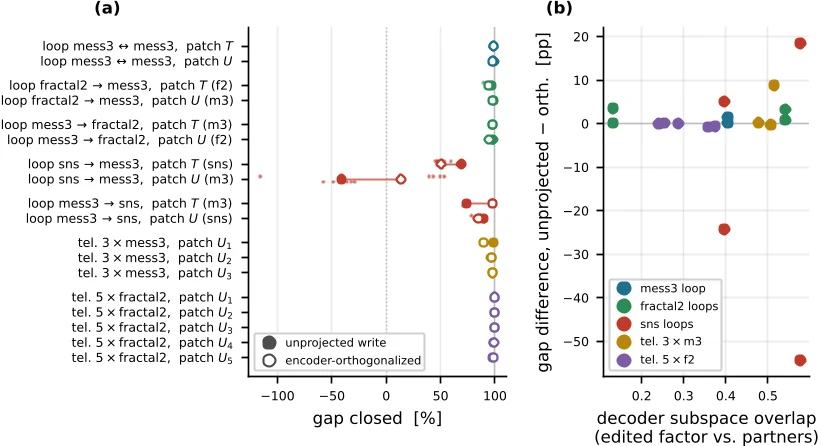 (a)
loop mess3 ↔ mess3, patch T
loop mess3 ↔ mess3, patch U
loop fractal2 → mess3, patch T (f2)
loop fractal2 → mess3, patch U (m3)
loop mess3 → fractal2, patch T (m3)
loop mess3 → fractal2, patch U (f2)
loop sns → mess3, patch T (sns)
loop sns → mess3, patch U (m3)
loop mess3 → sns, patch T (m3)
loop mess3 → sns, patch U (sns)
tel. 3 × mess3, patch U₁
tel. 3 × mess3, patch U₂
tel. 3 × mess3, patch U₃
tel. 5 × fractal2, patch U₁
tel. 5 × fractal2, patch U₂
tel. 5 × fractal2, patch U₃
tel. 5 × fractal2, patch U₄
tel. 5 × fractal2, patch U₅
unprojected write
encoder-orthogonalized
−100 −50 0 50 100
gap closed [%]
(b)
gap difference, unprojected − orth. [pp]
20
10
0
−10
−20
−30
−40
−50
mess3 loop
fractal2 loops
sns loops
tel. 3 × m3
tel. 5 × f2
0.2 0.3 0.4 0.5
decoder subspace overlap
(edited factor vs. partners)